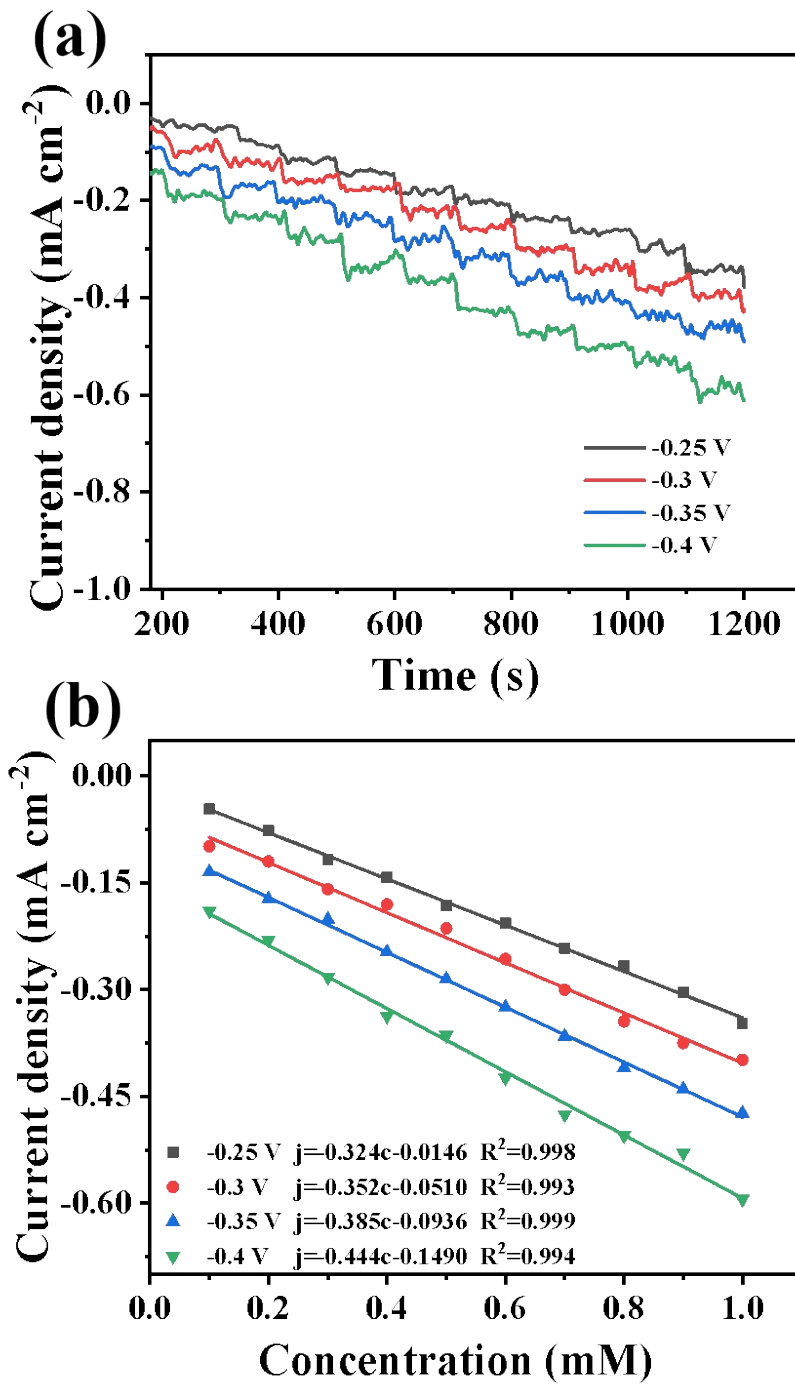 (a)
0.0
-0.2
-0.4
-0.6
-0.8
-1.0
Current density (mA cm⁻²)
-0.25 V
-0.3 V
-0.35 V
-0.4 V
200 400 600 800 1000 1200
Time (s)
(b)
0.00
-0.15
-0.30
-0.45
-0.60
Current density (mA cm⁻²)
-0.25 V j=-0.324c-0.0146 R²=0.998
-0.3 V j=-0.352c-0.0510 R²=0.993
-0.35 V j=-0.385c-0.0936 R²=0.999
-0.4 V j=-0.444c-0.1490 R²=0.994
0.0 0.2 0.4 0.6 0.8 1.0
Concentration (mM)